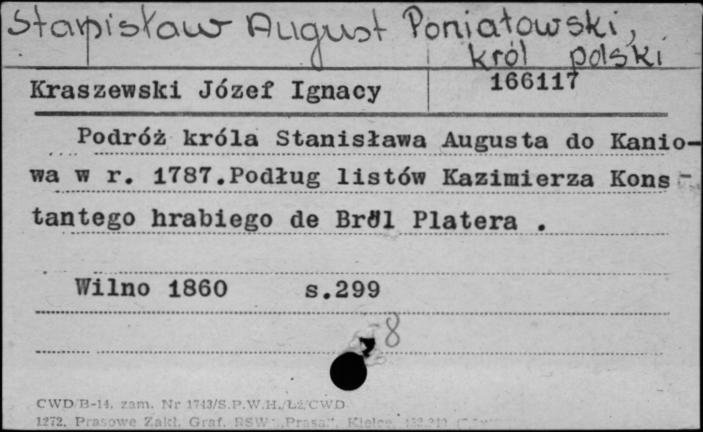 Stanisław August Poniatowski,
król polski
Kraszewski Józef Ignacy
166117
Podróż króla Stanisława Augusta do Kanio-
wa w r. 1787.Podług listów Kazimierza Kons-
tantego hrabiego de Bröl Platera .
Wilno 1860 s.299
8
CWD/B-14. zam. Nr 1743/S.P.W.H./Łź/CWD
1272. Prasowe Zakł. Graf. RSW "Prasa", Kielce,